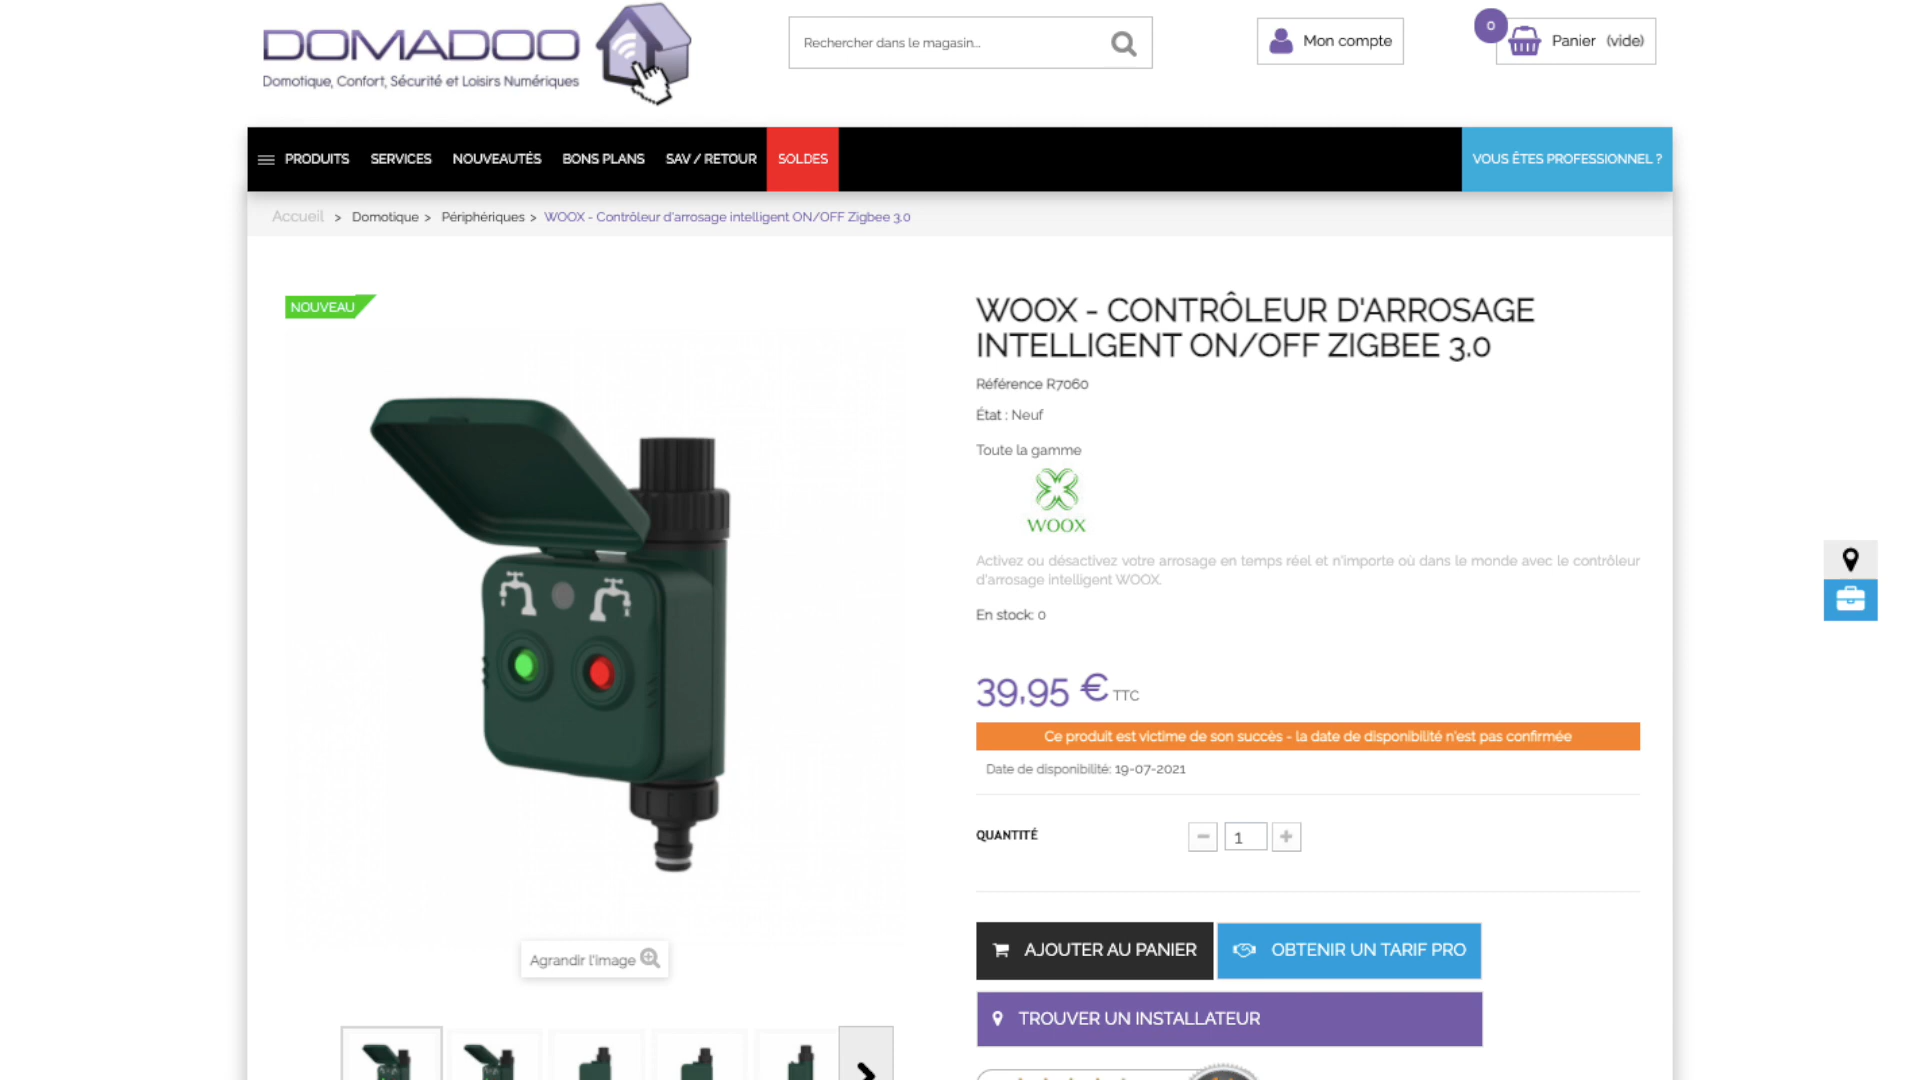 DOMADOO
Domotique, Confort, Sécurité et Loisirs Numériques
Rechercher dans le magasin...
Mon compte
0
Panier (vide)
PRODUITS SERVICES NOUVEAUTÉS BONS PLANS SAV / RETOUR SOLDES VOUS ÊTES PROFESSIONNEL ?
Accueil > Domotique > Périphériques > WOOX - Contrôleur d'arrosage intelligent ON/OFF Zigbee 3.0
NOUVEAU
WOOX - CONTRÔLEUR D'ARROSAGE
INTELLIGENT ON/OFF ZIGBEE 3.0
Référence R7060
État : Neuf
Toute la gamme
WOOX
Activez ou désactivez votre arrosage en temps réel et n'importe où dans le monde avec le contrôleur
d'arrosage intelligent WOOX.
En stock: 0
39,95 € TTC
Ce produit est victime de son succès - la date de disponibilité n'est pas confirmée
Date de disponibilité: 19-07-2021
QUANTITÉ
1
AJOUTER AU PANIER
OBTENIR UN TARIF PRO
Agrandir l'image
TROUVER UN INSTALLATEUR